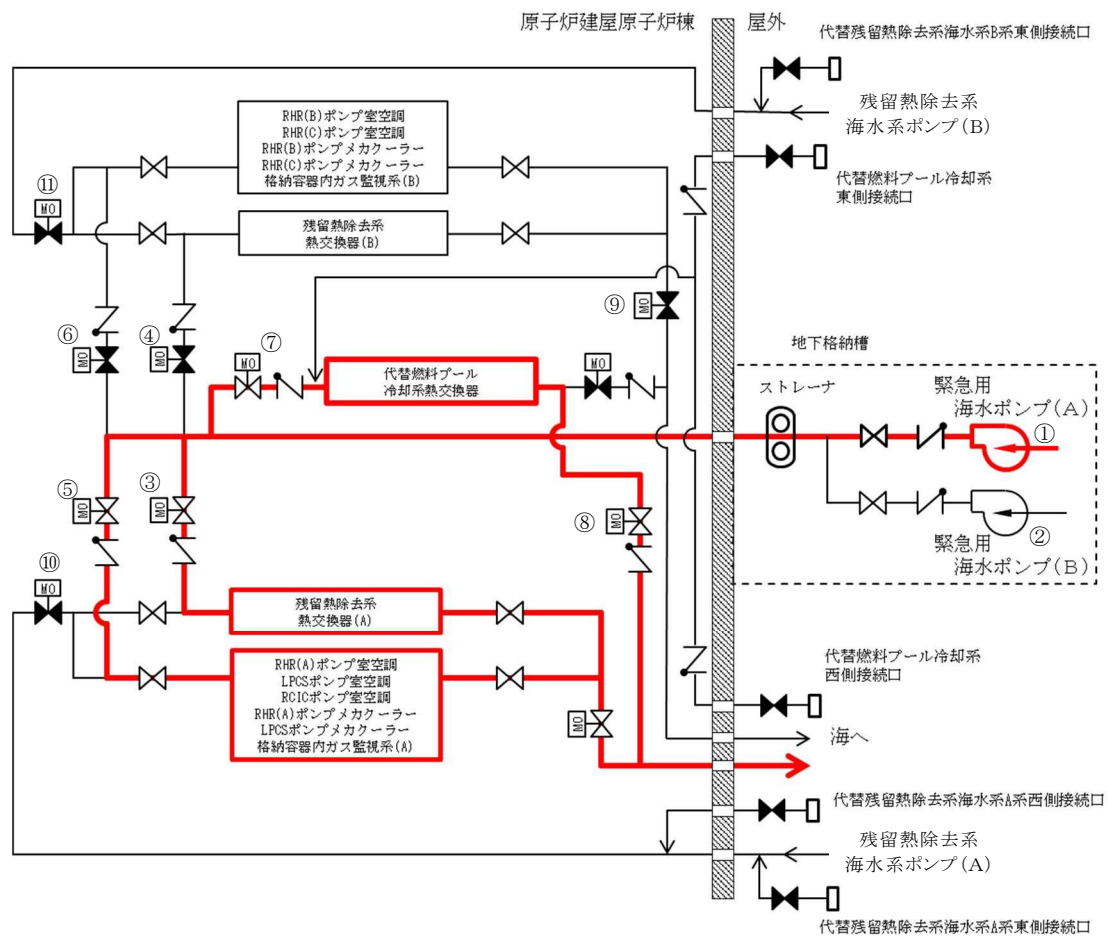 原子炉建屋原子炉棟
屋外
代替残留熱除去系海水系B系東側接続口
残留熱除去系
海水系ポンプ(B)
RHR(B)ポンプ室空調
RHR(C)ポンプ室空調
RHR(B)ポンプメカクーラー
RHR(C)ポンプメカクーラー
格納容器内ガス監視系(B)
代替燃料プール冷却系
東側接続口
⑪
MO
残留熱除去系
熱交換器(B)
⑨
MO
⑥
MO
④
MO
⑦
MO
代替燃料プール
冷却系熱交換器
MO
地下格納槽
ストレーナ
緊急用
海水ポンプ(A)
①
⑤
MO
③
MO
⑧
MO
緊急用
海水ポンプ(B)
②
⑩
MO
残留熱除去系
熱交換器(A)
RHR(A)ポンプ室空調
LPCSポンプ室空調
RCICポンプ室空調
RHR(A)ポンプメカクーラー
LPCSポンプメカクーラー
格納容器内ガス監視系(A)
MO
代替燃料プール冷却系
西側接続口
海へ
代替残留熱除去系海水系A系西側接続口
残留熱除去系
海水系ポンプ(A)
代替残留熱除去系海水系A系東側接続口